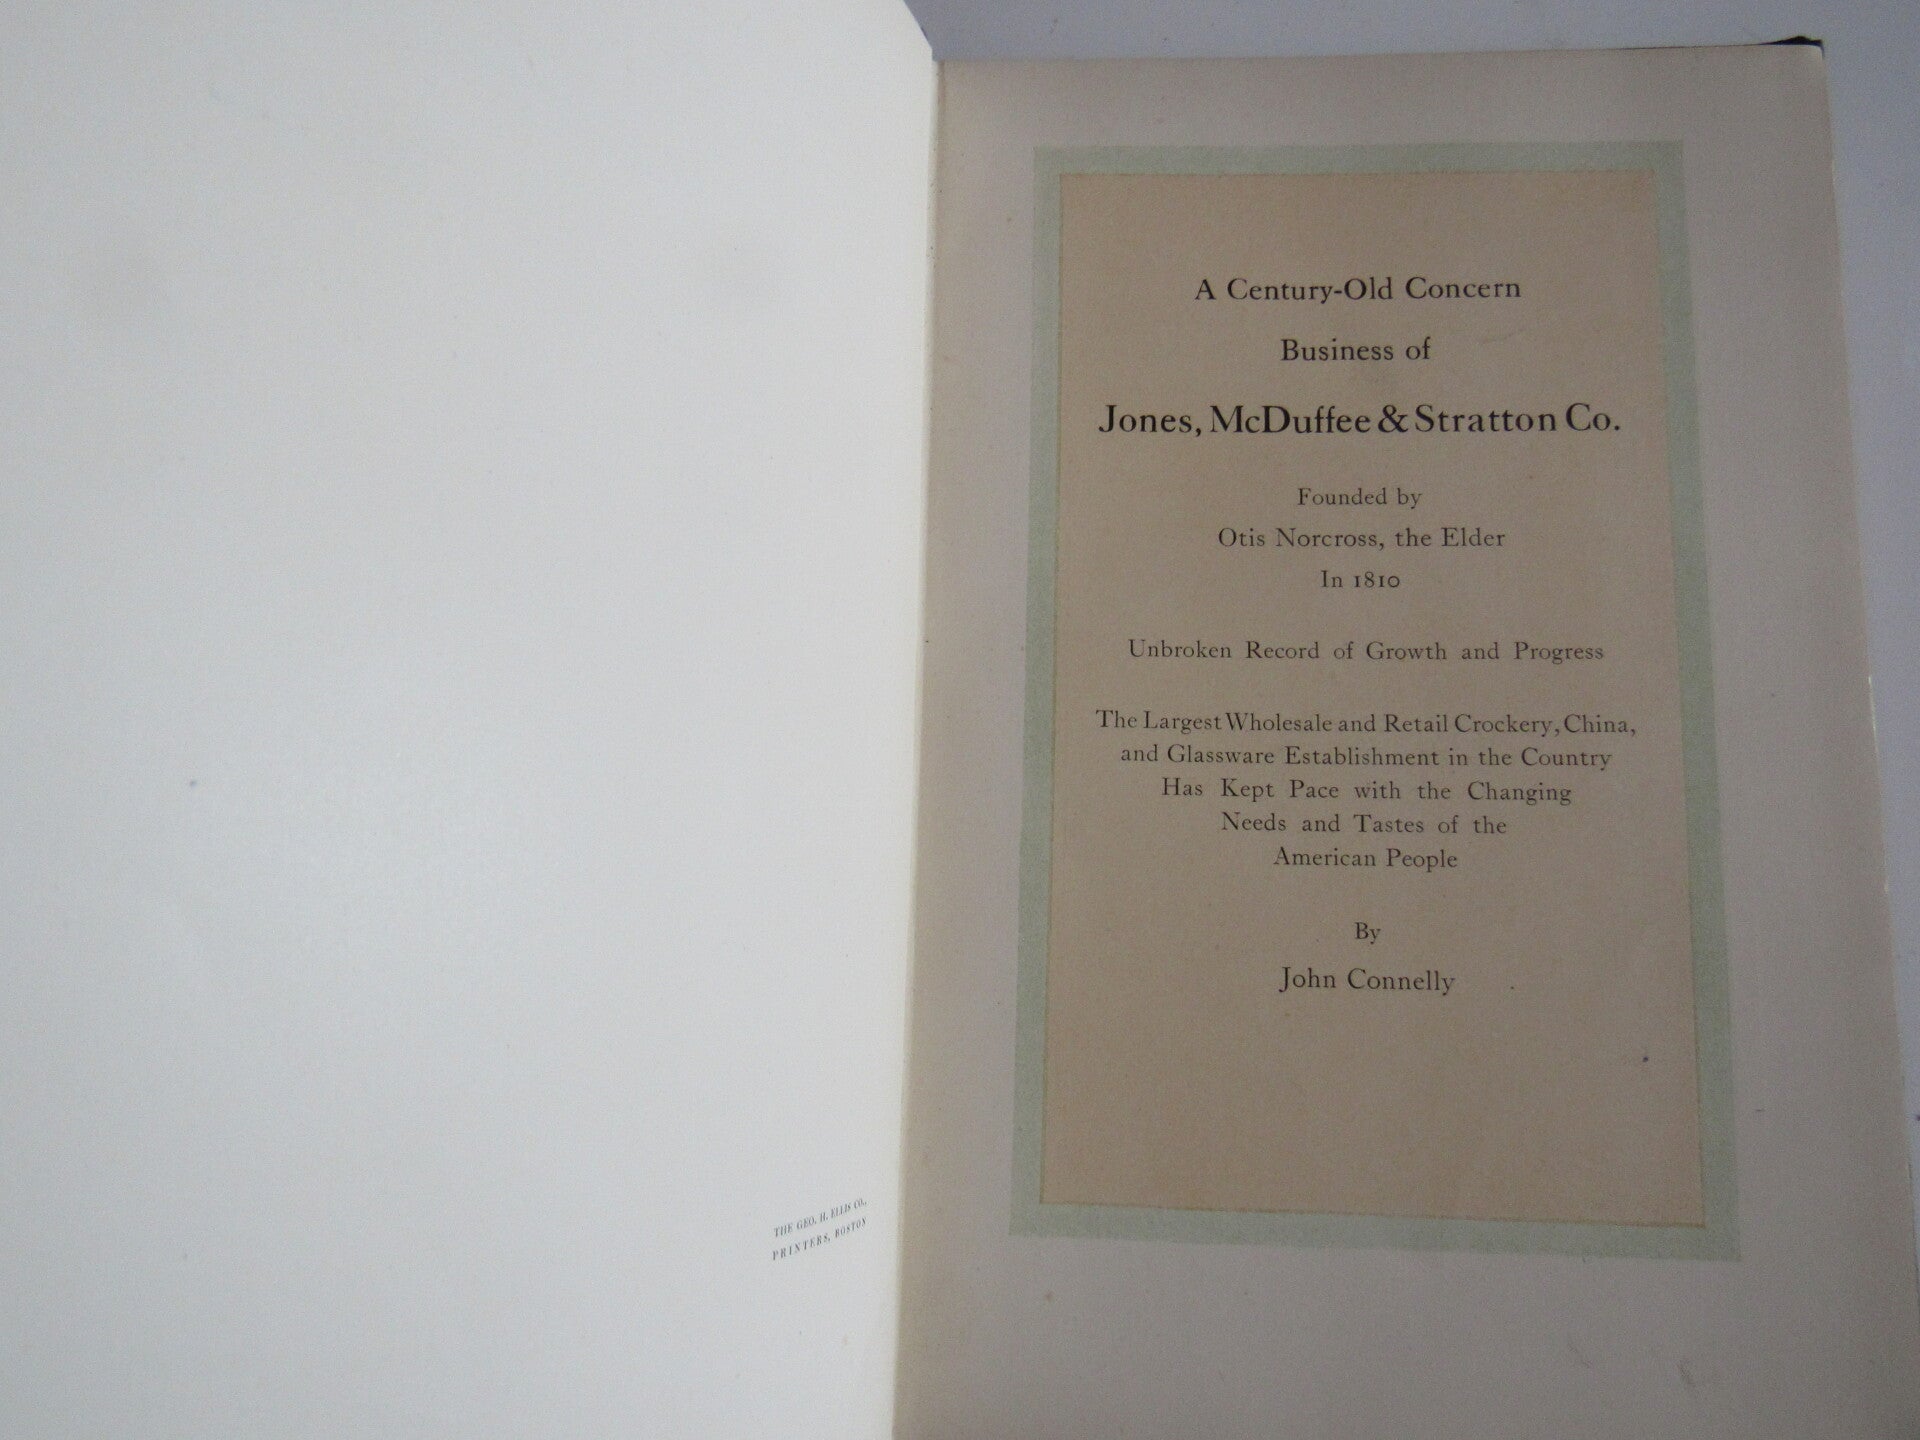 THE GEO. H. ELLIS CO.,
PRINTERS, BOSTON
A Century-Old Concern
Business of
Jones, McDuffee & Stratton Co.
Founded by
Otis Norcross, the Elder
In 1810
Unbroken Record of Growth and Progress
The Largest Wholesale and Retail Crockery, China,
and Glassware Establishment in the Country
Has Kept Pace with the Changing
Needs and Tastes of the
American People
By
John Connelly